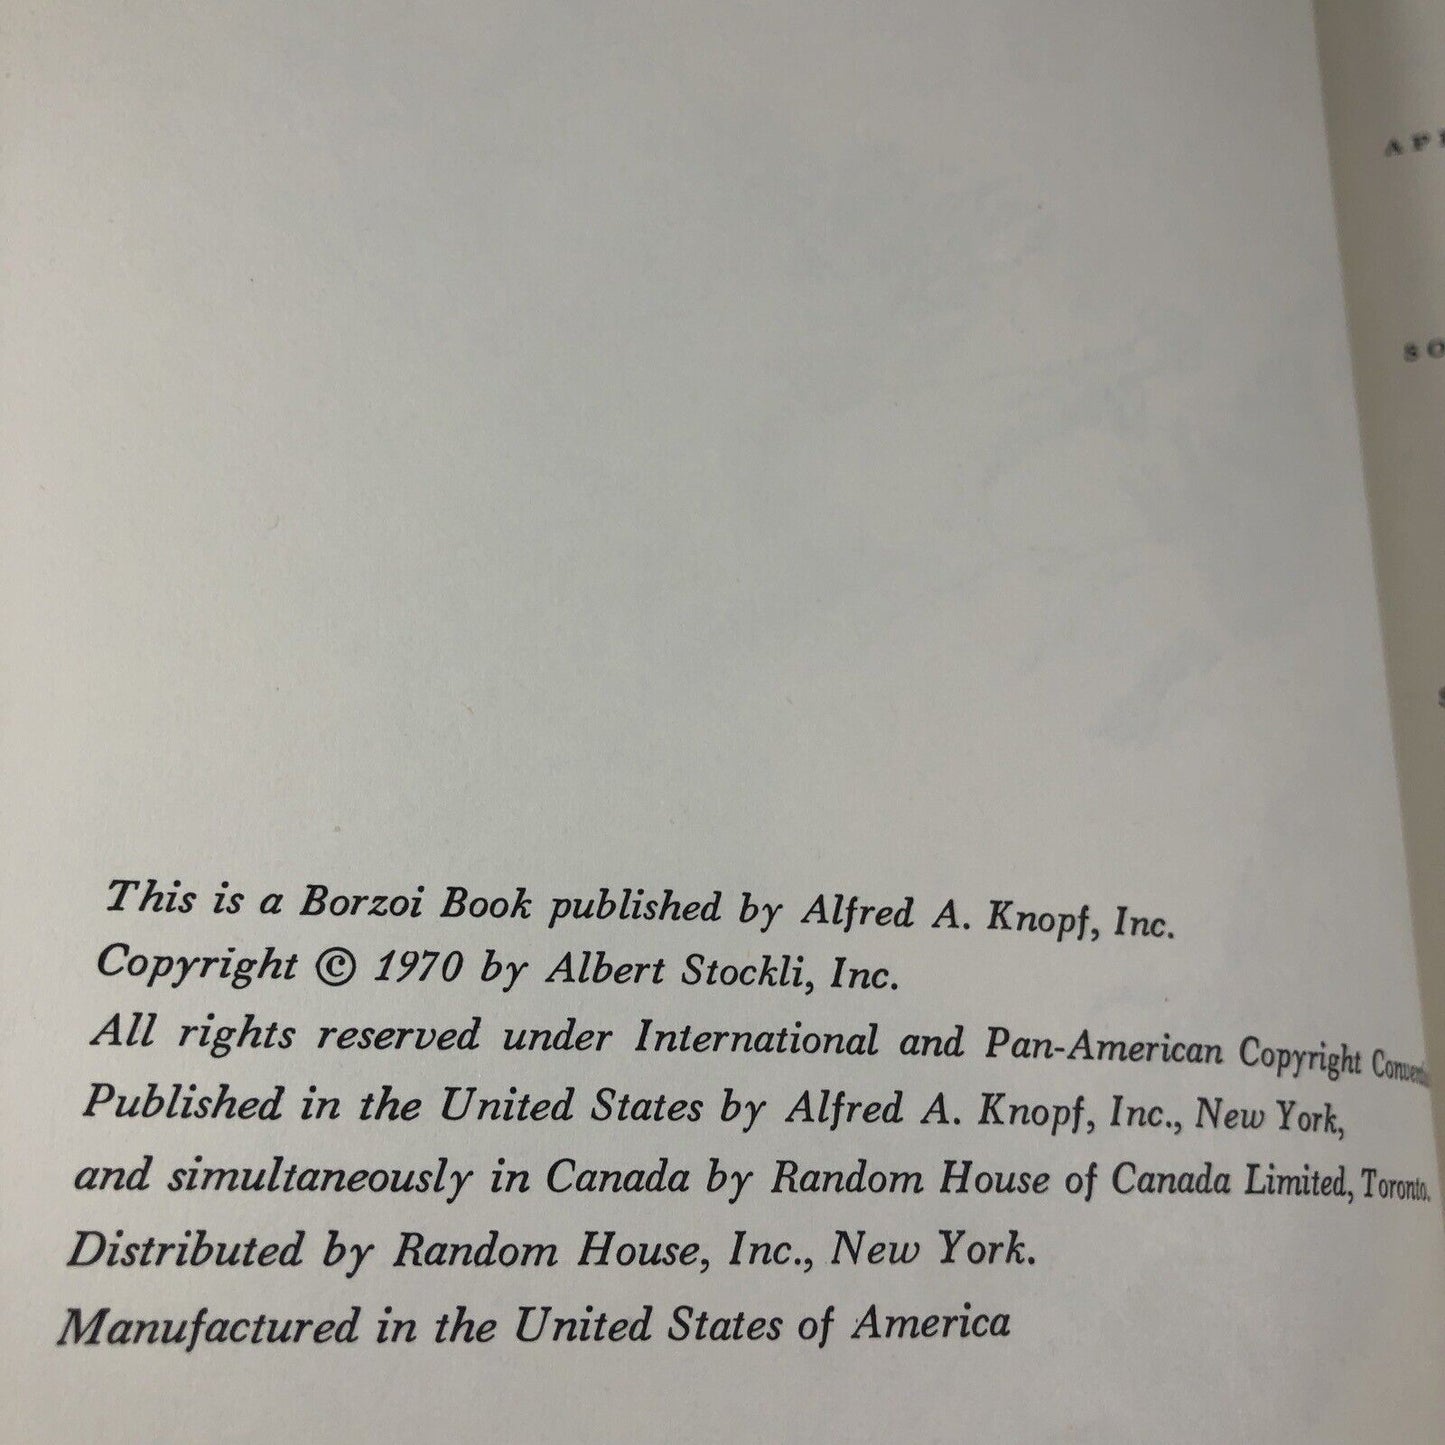 This is a Borzoi Book published by Alfred A. Knopf, Inc.
Copyright © 1970 by Albert Stockli, Inc.
All rights reserved under International and Pan-American Copyright
Published in the United States by Alfred A. Knopf, Inc., New York,
and simultaneously in Canada by Random House of Canada Limited, Toronto.
Distributed by Random House, Inc., New York.
Manufactured in the United States of America